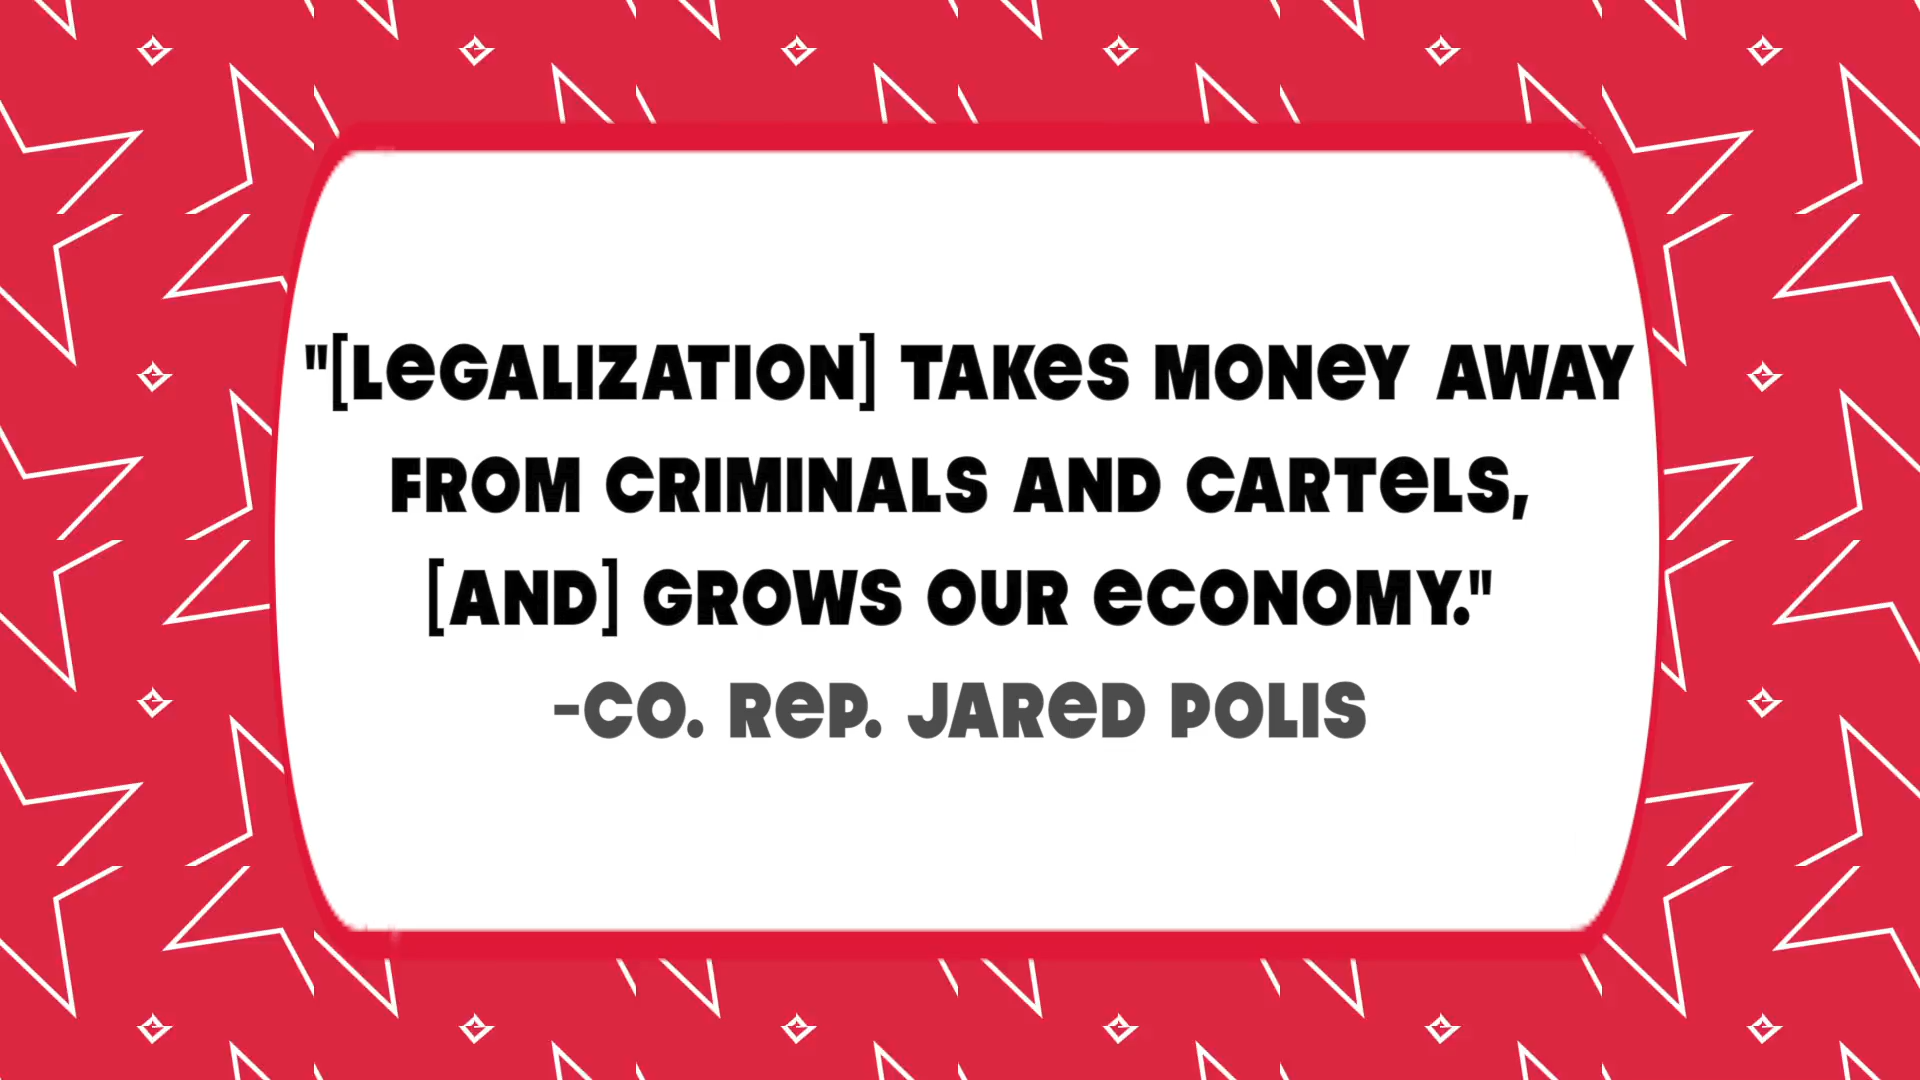 "[LEGALIZATION] TAKES MONEY AWAY
FROM CRIMINALS AND CARTELS,
[AND] GROWS OUR ECONOMY."
-CO. REP. JARED POLIS